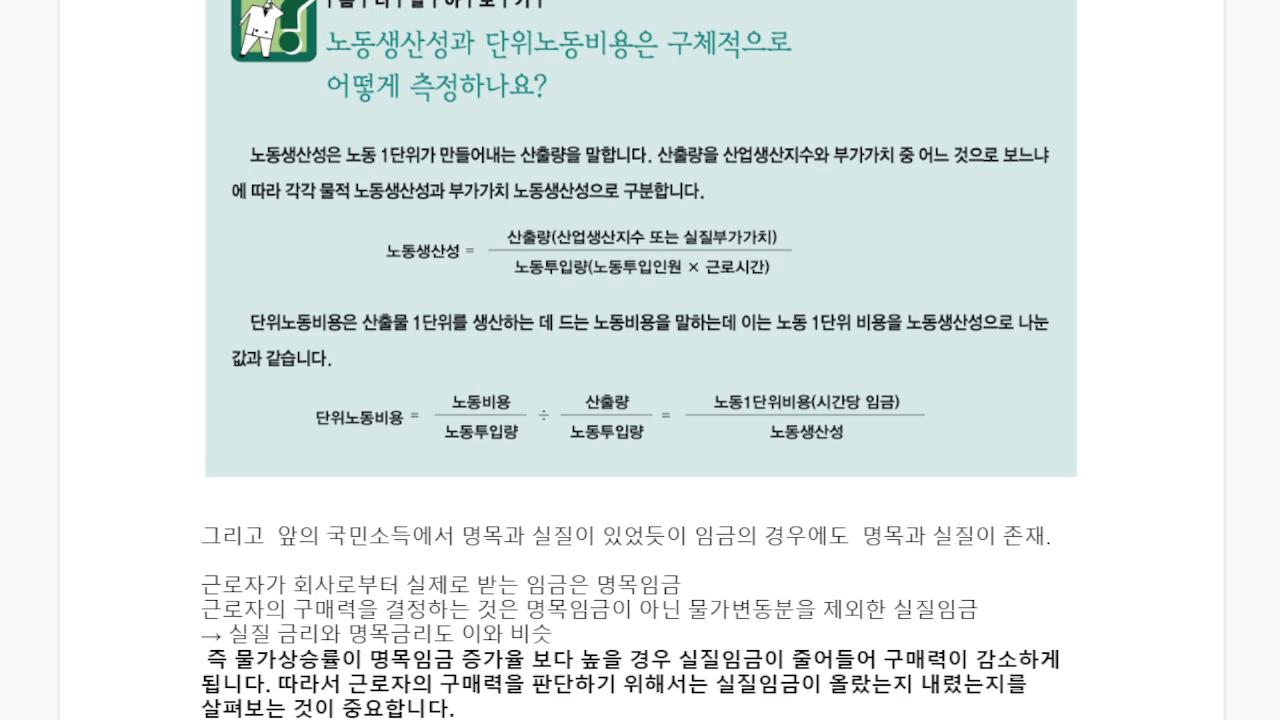 노동생산성과 단위노동비용은 구체적으로
어떻게 측정하나요?
노동생산성은 노동 1단위가 만들어내는 산출량을 말합니다. 산출량을 산업생산지수와 부가가치 중 어느 것으로 보느냐
에 따라 각각 물적 노동생산성과 부가가치 노동생산성으로 구분합니다.
산출량(산업생산지수 또는 실질부가가치)
노동생산성 =
노동투입량(노동투입인원 × 근로시간)
단위노동비용은 산출물 1단위를 생산하는 데 드는 노동비용을 말하는데 이는 노동 1단위 비용을 노동생산성으로 나눈
값과 같습니다.
노동비용 산출량 노동1단위비용(시간당 임금)
단위노동비용 = ÷ =
노동투입량 노동투입량 노동생산성
그리고 앞의 국민소득에서 명목과 실질이 있었듯이 임금의 경우에도 명목과 실질이 존재.
근로자가 회사로부터 실제로 받는 임금은 명목임금
근로자의 구매력을 결정하는 것은 명목임금이 아닌 물가변동분을 제외한 실질임금
→ 실질 금리와 명목금리도 이와 비슷
즉 물가상승률이 명목임금 증가율 보다 높을 경우 실질임금이 줄어들어 구매력이 감소하게
됩니다. 따라서 근로자의 구매력을 판단하기 위해서는 실질임금이 올랐는지 내렸는지를
살펴보는 것이 중요합니다.